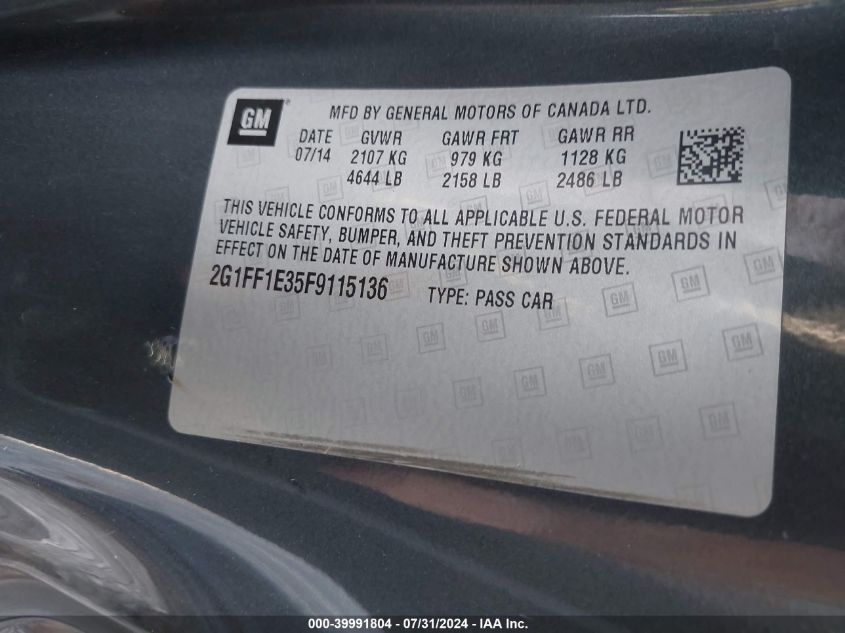 GM
MFD BY GENERAL MOTORS OF CANADA LTD.
DATE GVWR GAWR FRT GAWR RR
07/14 2107 KG 979 KG 1128 KG
4644 LB 2158 LB 2486 LB
THIS VEHICLE CONFORMS TO ALL APPLICABLE U.S. FEDERAL MOTOR
VEHICLE SAFETY, BUMPER, AND THEFT PREVENTION STANDARDS IN
EFFECT ON THE DATE OF MANUFACTURE SHOWN ABOVE.
2G1FF1E35F9115136 TYPE: PASS CAR
000-39991804 / 07/31/2024 - IAA Inc.